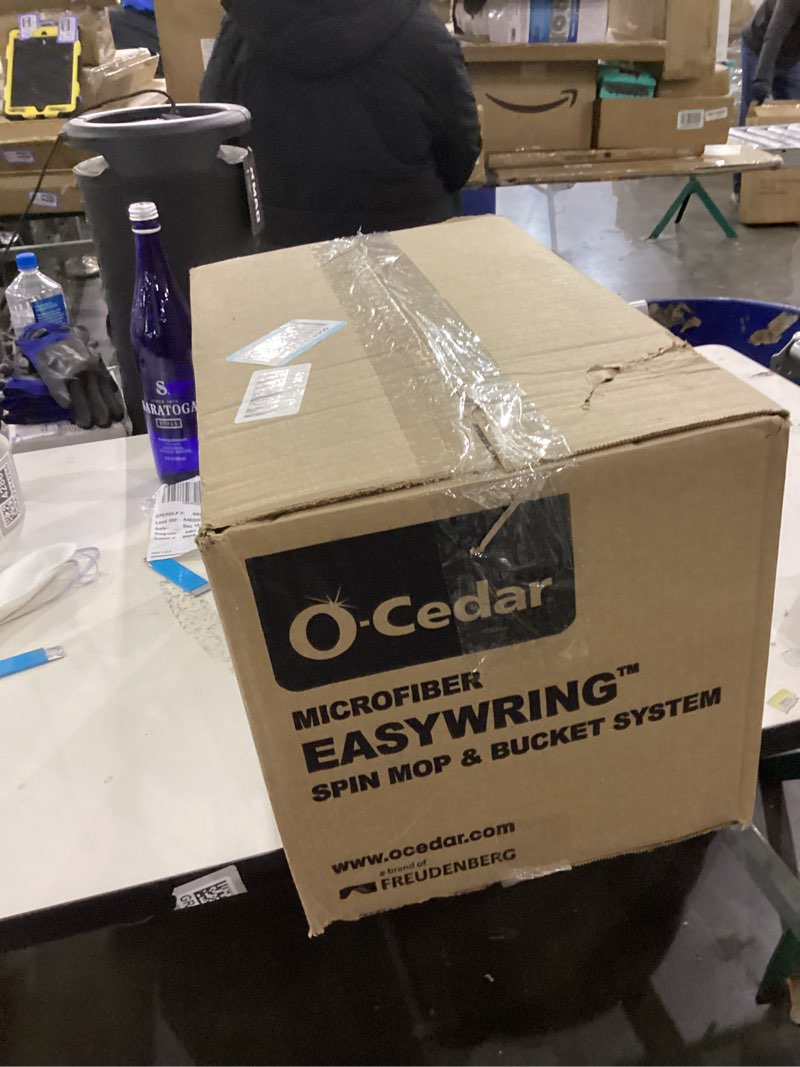 O-Cedar
MICROFIBER
EASYWRING™
SPIN MOP & BUCKET SYSTEM
www.ocedar.com
a brand of
FREUDENBERG
S
SARATOGA